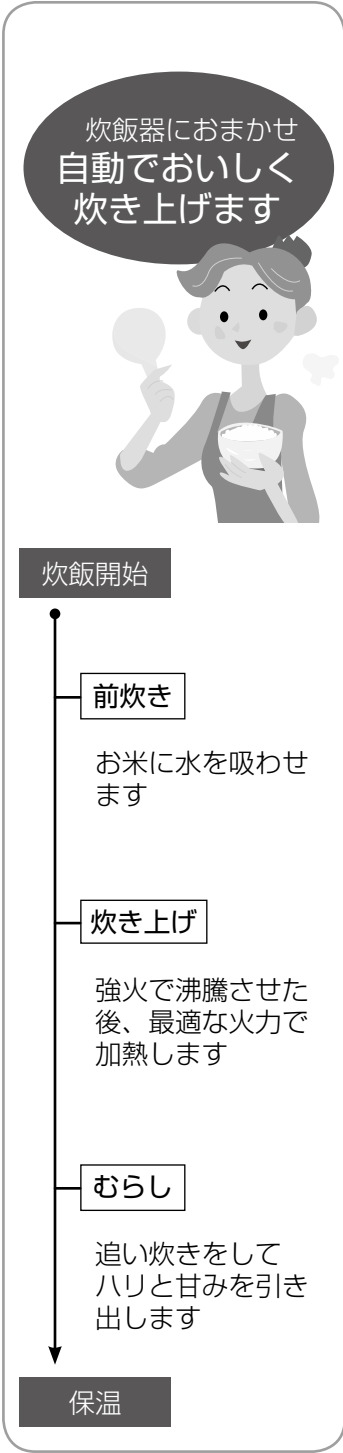 炊飯器におまかせ
自動でおいしく
炊き上げます
炊飯開始
前炊き
お米に水を吸わせ
ます
炊き上げ
強火で沸騰させた
後、最適な火力で
加熱します
むらし
追い炊きをして
ハリと甘みを引き
出します
保温